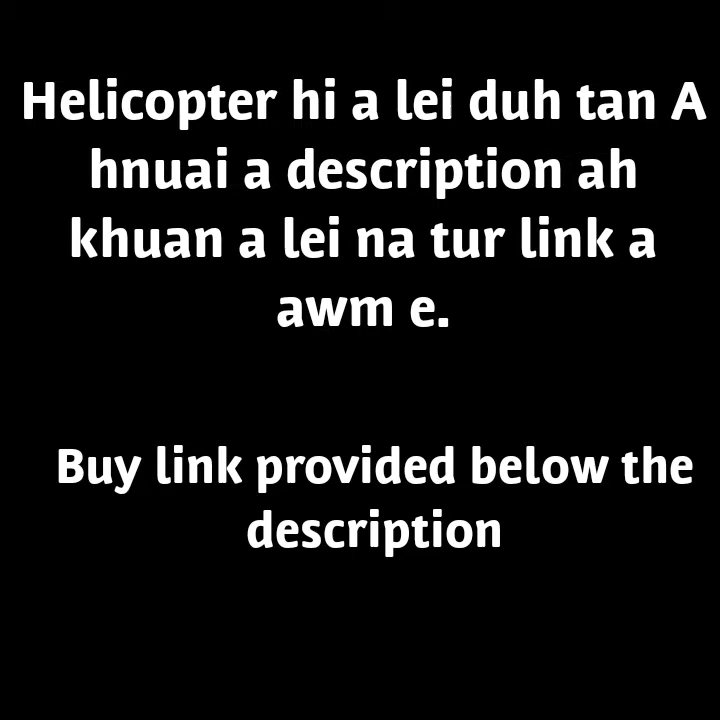 Helicopter hi a lei duh tan A
hnuai a description ah
khuan a lei na tur link a
awm e.
Buy link provided below the
description